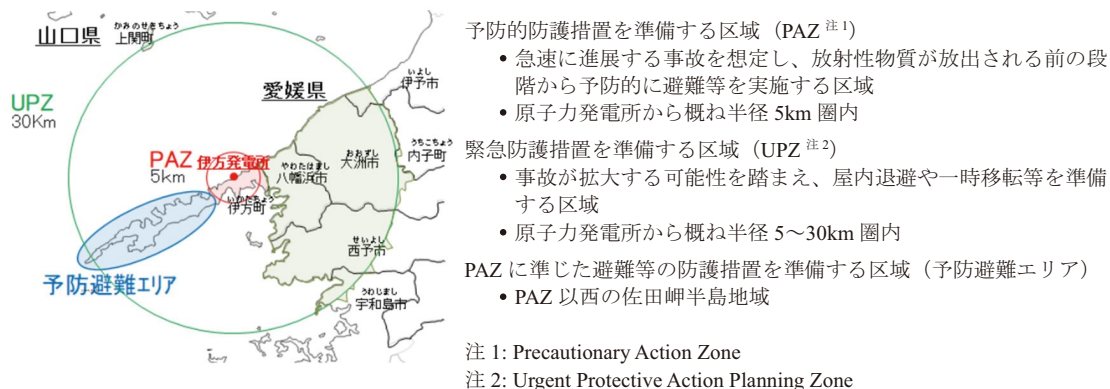 山口県
かみのせきちょう
上関町
UPZ
30Km
愛媛県
いよし
伊予市
うちこちょう
内子町
おおずし
大洲市
PAZ 伊方発電所
5km
やわたはまし
八幡浜市
いかたちょう
伊方町
せいよし
西予市
予防避難エリア
うわじまし
宇和島市
予防的防護措置を準備する区域（PAZ 注1）
• 急速に進展する事故を想定し、放射性物質が放出される前の段
階から予防的に避難等を実施する区域
• 原子力発電所から概ね半径 5km 圏内
緊急防護措置を準備する区域（UPZ 注2）
• 事故が拡大する可能性を踏まえ、屋内退避や一時移転等を準備
する区域
• 原子力発電所から概ね半径 5〜30km 圏内
PAZ に準じた避難等の防護措置を準備する区域（予防避難エリア）
• PAZ 以西の佐田岬半島地域
注 1: Precautionary Action Zone
注 2: Urgent Protective Action Planning Zone